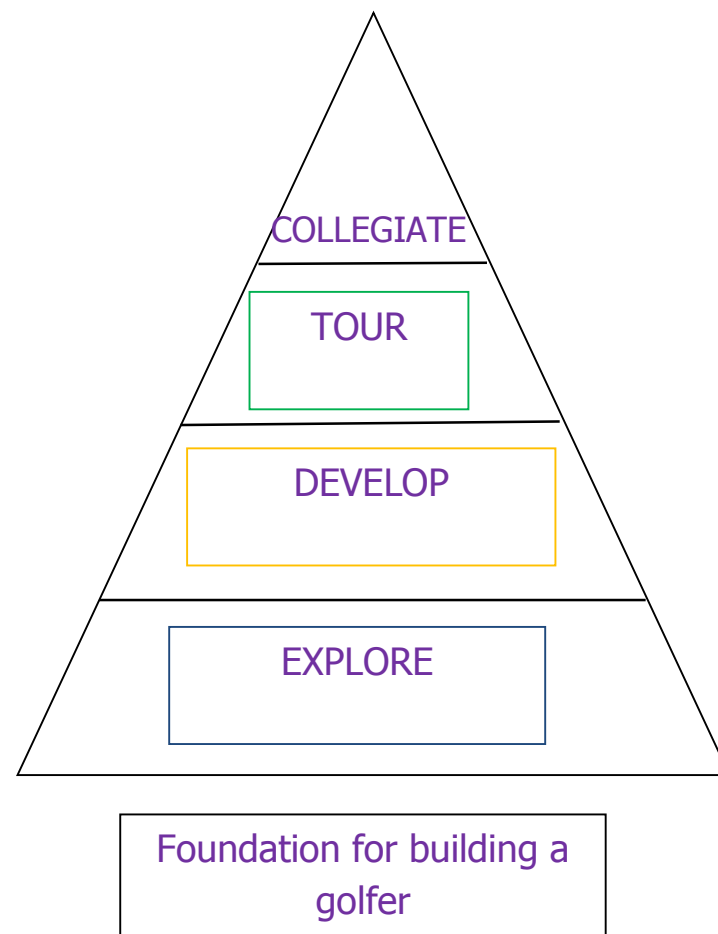 COLLEGIATE
TOUR
DEVELOP
EXPLORE
Foundation for building a
golfer